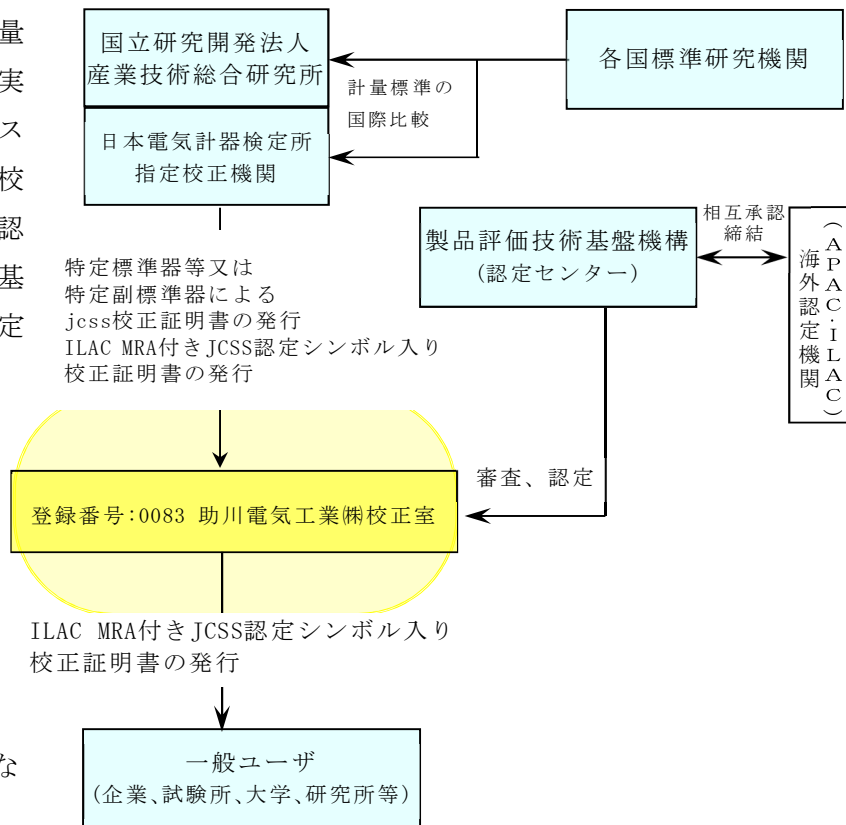 量
実
ス
校
認
基
定
国立研究開発法人
産業技術総合研究所
日本電気計器検定所
指定校正機関
計量標準の
国際比較
各国標準研究機関
製品評価技術基盤機構
(認定センター)
相互承認
締結
海外認定機関
(APAC・ILAC)
特定標準器等又は
特定副標準器による
jcss校正証明書の発行
ILAC MRA付きJCSS認定シンボル入り
校正証明書の発行
審査、認定
登録番号:0083 助川電気工業㈱校正室
ILAC MRA付きJCSS認定シンボル入り
校正証明書の発行
な
一般ユーザ
(企業、試験所、大学、研究所等)